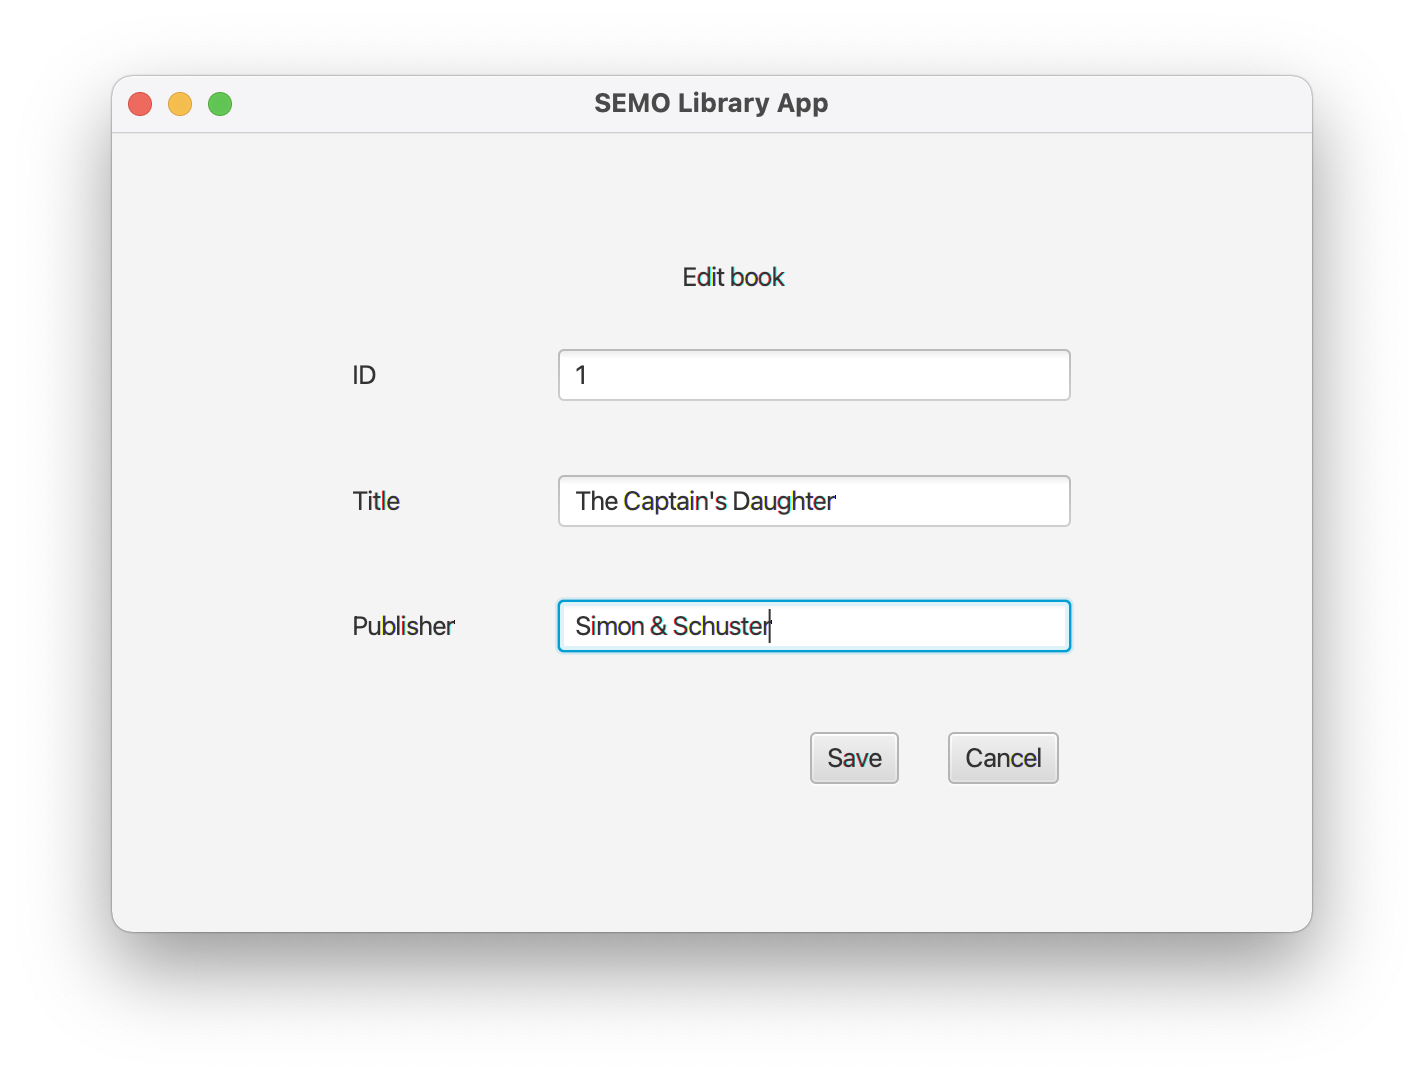 SEMO Library App
Edit book
ID 1
Title The Captain's Daughter
Publisher Simon & Schuster
Save Cancel